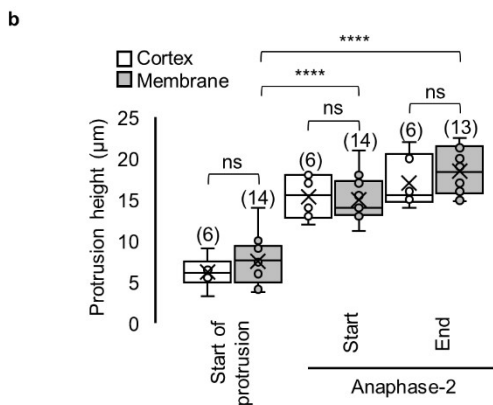 b
****
Cortex
Membrane
****
ns
25
(6)
(13)
(14)
20
(6)
ns
15
(14)
10
(6)
5
0
Protrusion height (μm)
Start of
protrusion
Start
End
Anaphase-2
ns